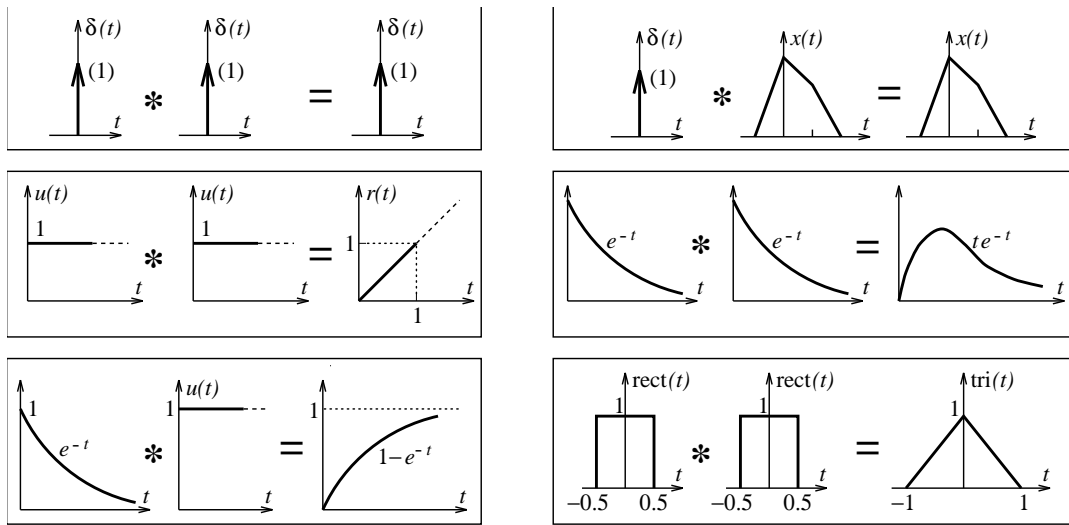 δ(t) δ(t) δ(t)
(1) * (1) = (1)
t t t
δ(t) x(t) x(t)
(1) * =
t t t
u(t) u(t) r(t)
1 * 1 = 1
t t t
1
e⁻ᵗ * e⁻ᵗ = te⁻ᵗ
t t t
u(t)
1 1 1
e⁻ᵗ * = 1−e⁻ᵗ
t t t
rect(t) rect(t) tri(t)
1 1 1
* =
t t t
−0.5 0.5 −0.5 0.5 −1 1